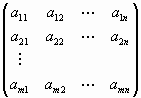 a11 a12 ⋯ a1n
a21 a22 ⋯ a2n
⋮
am1 am2 ⋯ amn